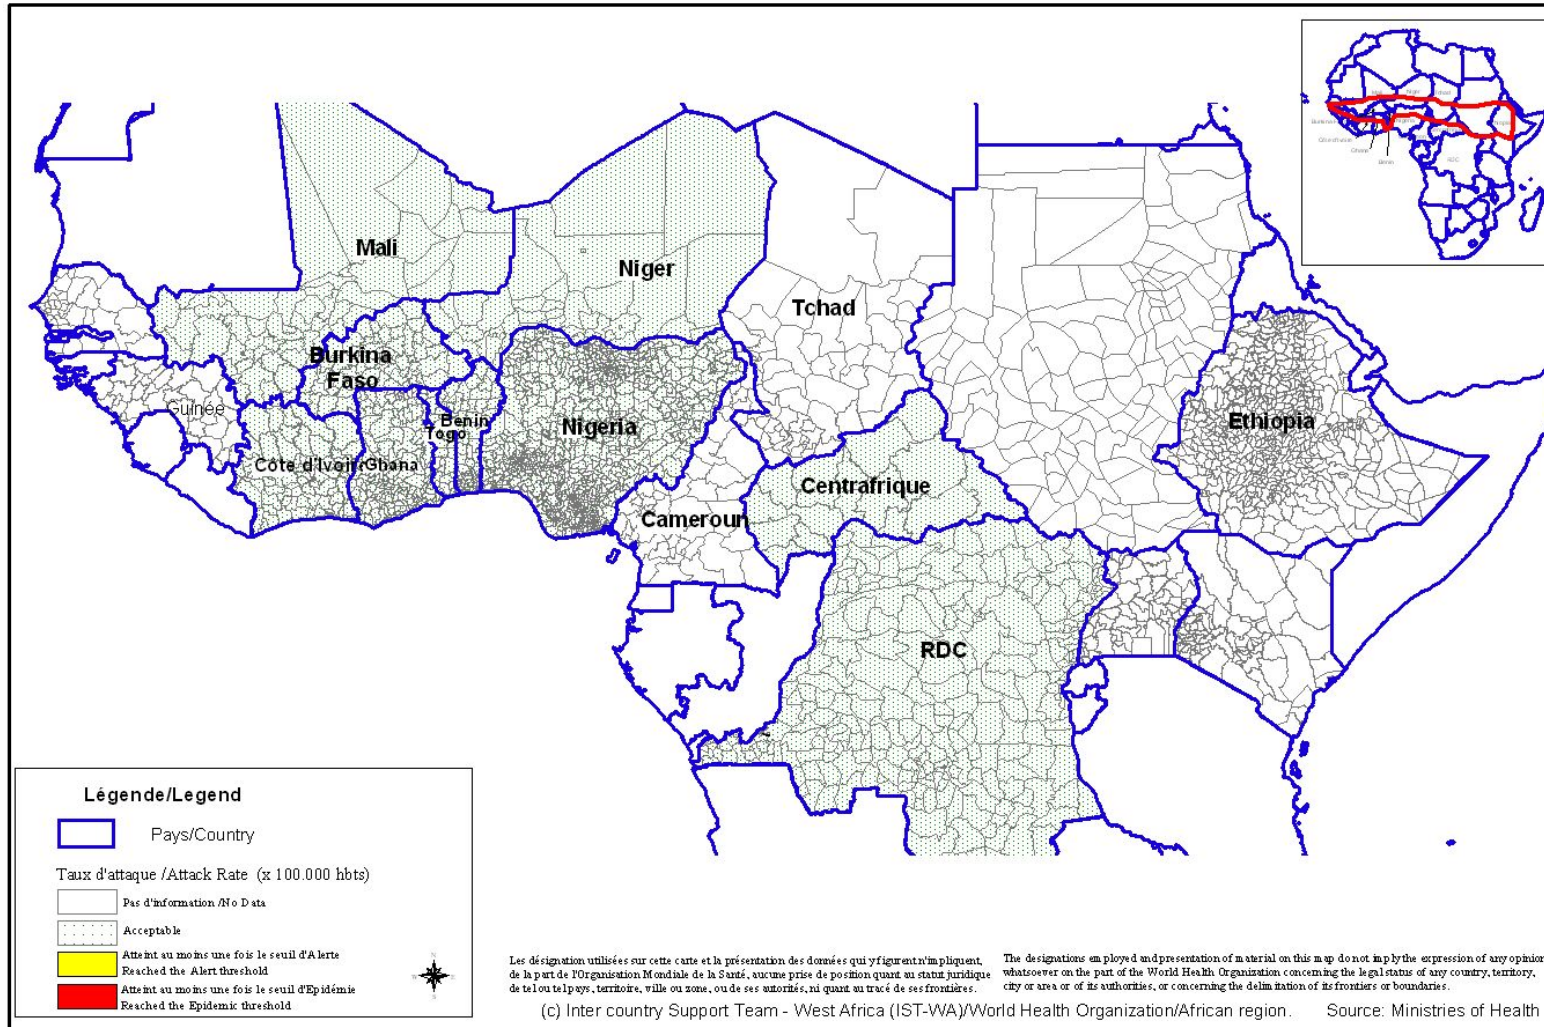 Mali
Niger
Tchad
Burkina
Faso
Guinée
Benin
Togo
Nigeria
Ethiopia
Côte d'Ivoire
Ghana
Centrafrique
Cameroun
RDC
Mali
Niger
Tchad
Ghana
Benin
RDC
Légende/Legend
Pays/Country
Taux d'attaque /Attack Rate (x 100.000 hbts)
Pas d'information /No Data
Acceptable
Atteint au moins une fois le seuil d'Alerte
Reached the Alert threshold
Atteint au moins une fois le seuil d'Epidémie
Reached the Epidemic threshold
N
Les désignation utilisées sur cette carte et la présentation des données qui y figurent n'impliquent,
de la part de l'Organisation Mondiale de la Santé, aucune prise de position quant au statut juridique
de tel ou tel pays, territoire, ville ou zone, ou de ses autorités, ni quant au tracé de ses frontières.
The designations employed and presentation of material on this map do not imply the expression of any opinion
whatsoever on the part of the World Health Organization concerning the legal status of any country, territory,
city or area or of its authorities, or concerning the delimitation of its frontiers or boundaries.
(c) Inter country Support Team - West Africa (IST-WA)/World Health Organization/African region.
Source: Ministries of Health